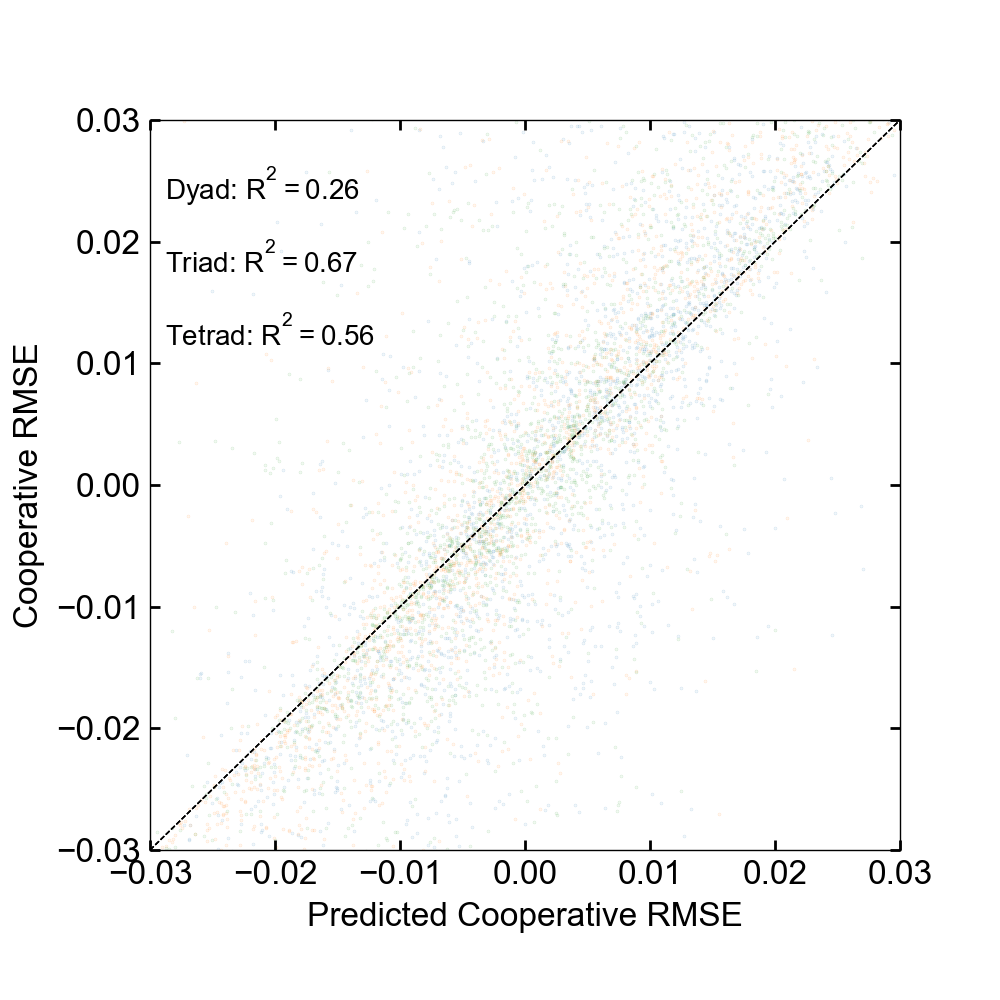 0.03
Dyad: R² = 0.26
0.02
Triad: R² = 0.67
Tetrad: R² = 0.56
0.01
Cooperative RMSE
0.00
−0.01
−0.02
−0.03
−0.03 −0.02 −0.01 0.00 0.01 0.02 0.03
Predicted Cooperative RMSE